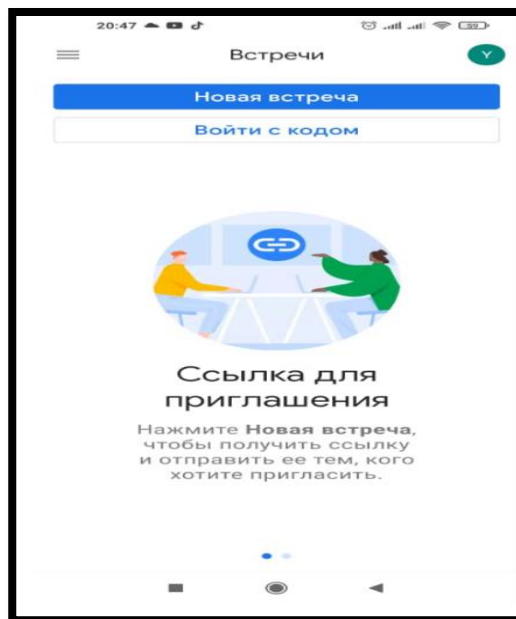 20:47
Встречи
Y
Новая встреча
Войти с кодом
Ссылка для
приглашения
Нажмите Новая встреча,
чтобы получить ссылку
и отправить ее тем, кого
хотите пригласить.